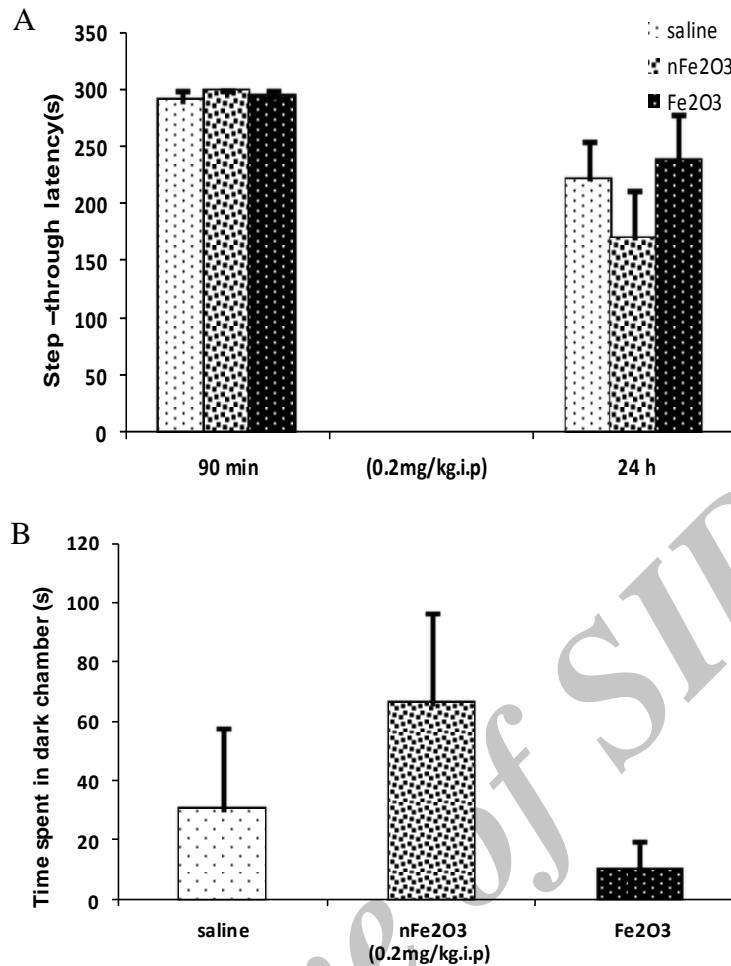 A
Step –through latency(s)
350
300
250
200
150
100
50
0
saline
nFe2O3
Fe2O3
90 min
(0.2mg/kg.i.p)
24 h
B
Time spent in dark chamber (s)
120
100
80
60
40
20
0
saline
nFe2O3
Fe2O3
(0.2mg/kg.i.p)
of SID